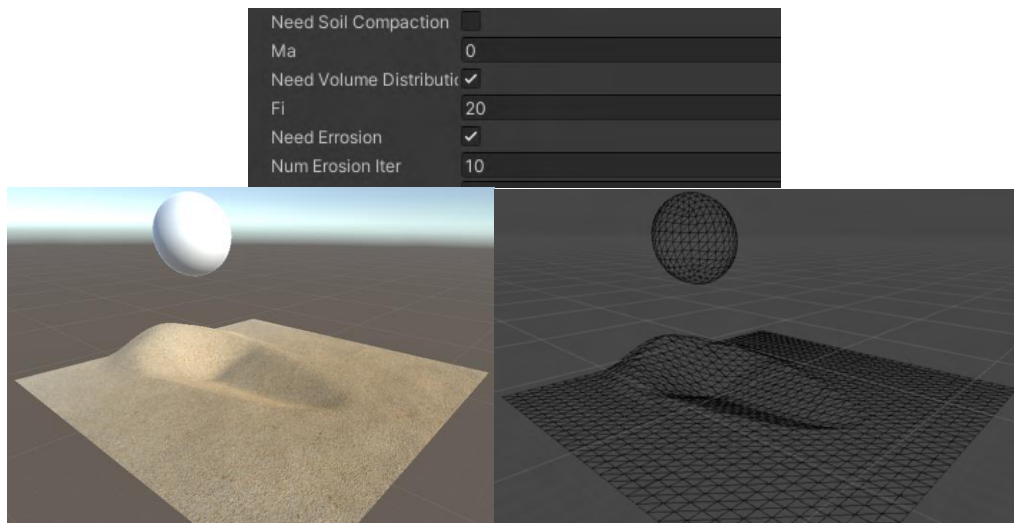 Need Soil Compaction
Ma 0
Need Volume Distributic
Fi 20
Need Errosion
Num Erosion Iter 10